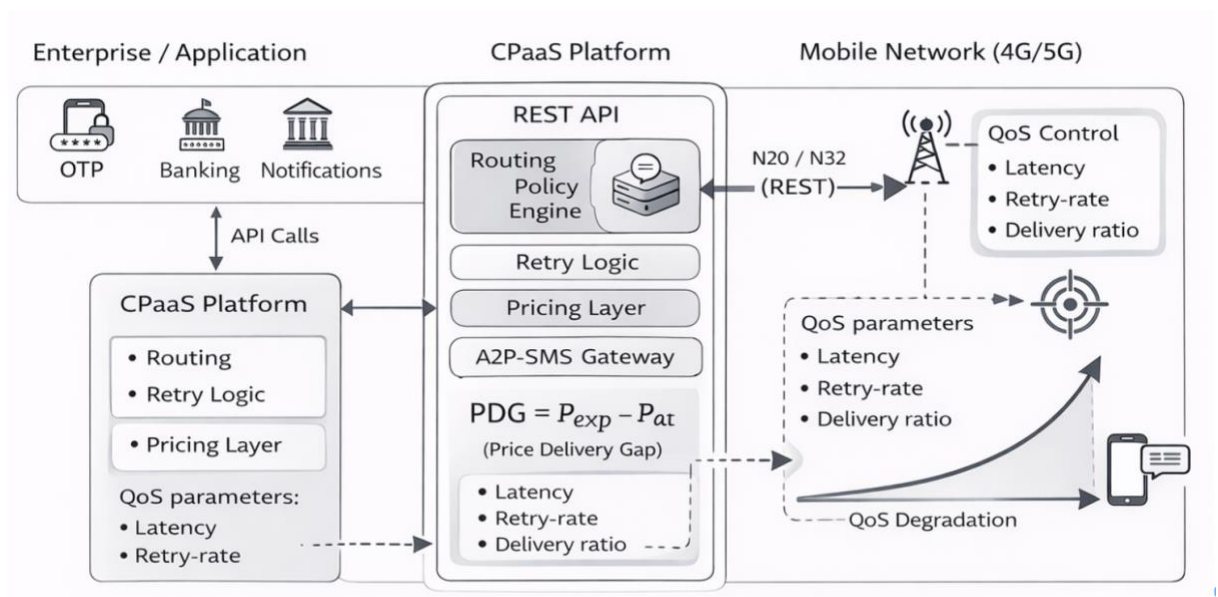 Enterprise / Application
CPaaS Platform
Mobile Network (4G/5G)
OTP
Banking
Notifications
API Calls
CPaaS Platform
• Routing
• Retry Logic
• Pricing Layer
QoS parameters:
• Latency
• Retry-rate
REST API
Routing
Policy
Engine
Retry Logic
Pricing Layer
A2P-SMS Gateway
PDG = Pexp – Pat
(Price Delivery Gap)
• Latency
• Retry-rate
• Delivery ratio
N20 / N32
(REST)
QoS Control
• Latency
• Retry-rate
• Delivery ratio
QoS parameters
• Latency
• Retry-rate
• Delivery ratio
QoS Degradation